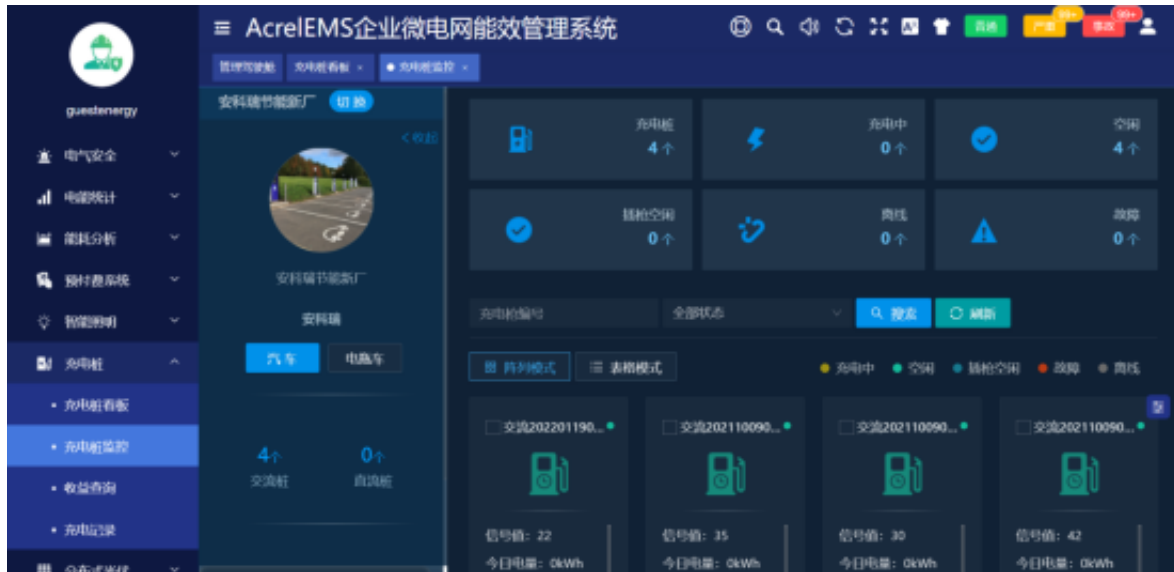 AcrelEMS企业微电网能效管理系统
普通
严重
99+
事故
99+
管理驾驶舱
充电桩看板 ×
充电桩监控 ×
guestenergy
电气安全
电能统计
能耗分析
预付费系统
智能照明
充电桩
充电桩看板
充电桩监控
收益查询
充电记录
分布式光伏
安科瑞节能新厂
切换
<收起
安科瑞节能新厂
安科瑞
汽车
电瓶车
4个
交流桩
0个
直流桩
充电桩
4个
充电中
0个
空闲
4个
插枪空闲
0个
离线
0个
故障
0个
充电枪编号
全部状态
搜索
刷新
阵列模式
表格模式
充电中
空闲
插枪空闲
故障
离线
交流202201190...
信号值: 22
今日电量: 0kWh
交流202110090...
信号值: 35
今日电量: 0kWh
交流202110090...
信号值: 30
今日电量: 0kWh
交流202110090...
信号值: 42
今日电量: 0kWh